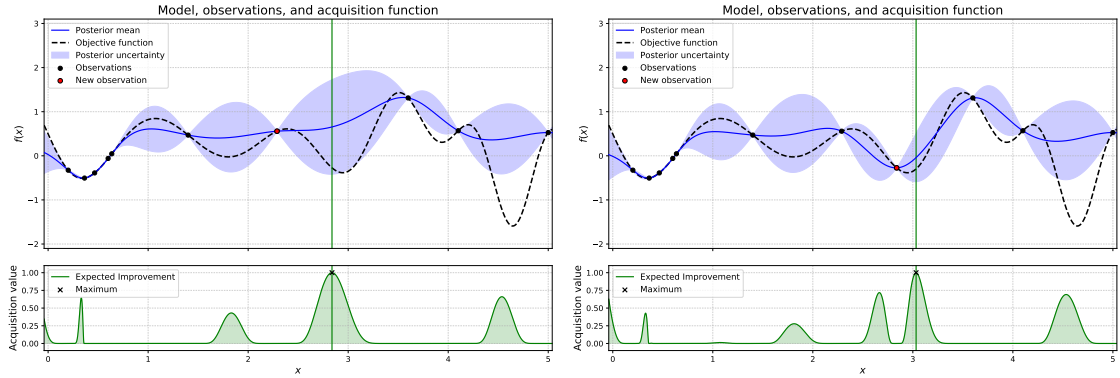 Model, observations, and acquisition function
3
2
1
0
−1
−2
f(x)
Posterior mean
Objective function
Posterior uncertainty
Observations
New observation
1.00
0.75
0.50
0.25
0.00
Acquisition value
Expected Improvement
Maximum
0 1 2 3 4 5
x
Model, observations, and acquisition function
3
2
1
0
−1
−2
f(x)
Posterior mean
Objective function
Posterior uncertainty
Observations
New observation
1.00
0.75
0.50
0.25
0.00
Acquisition value
Expected Improvement
Maximum
0 1 2 3 4 5
x